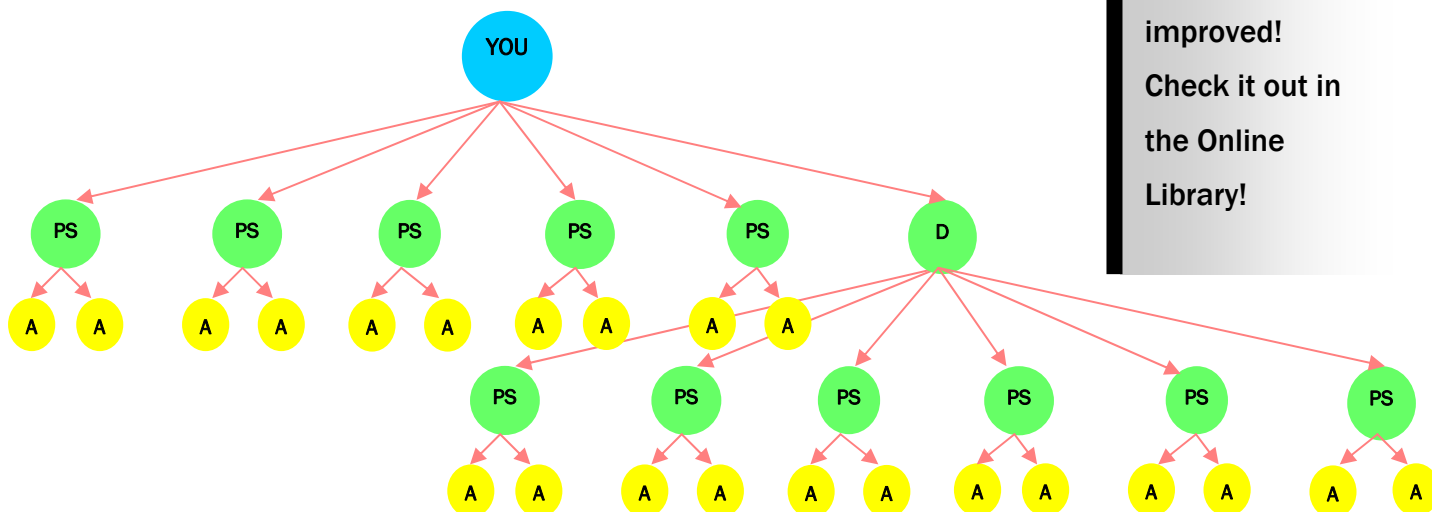 YOU
improved!
Check it out in
the Online
Library!
PS PS PS PS PS D
A A A A A A A A A A
PS PS PS PS PS PS
A A A A A A A A A A A A